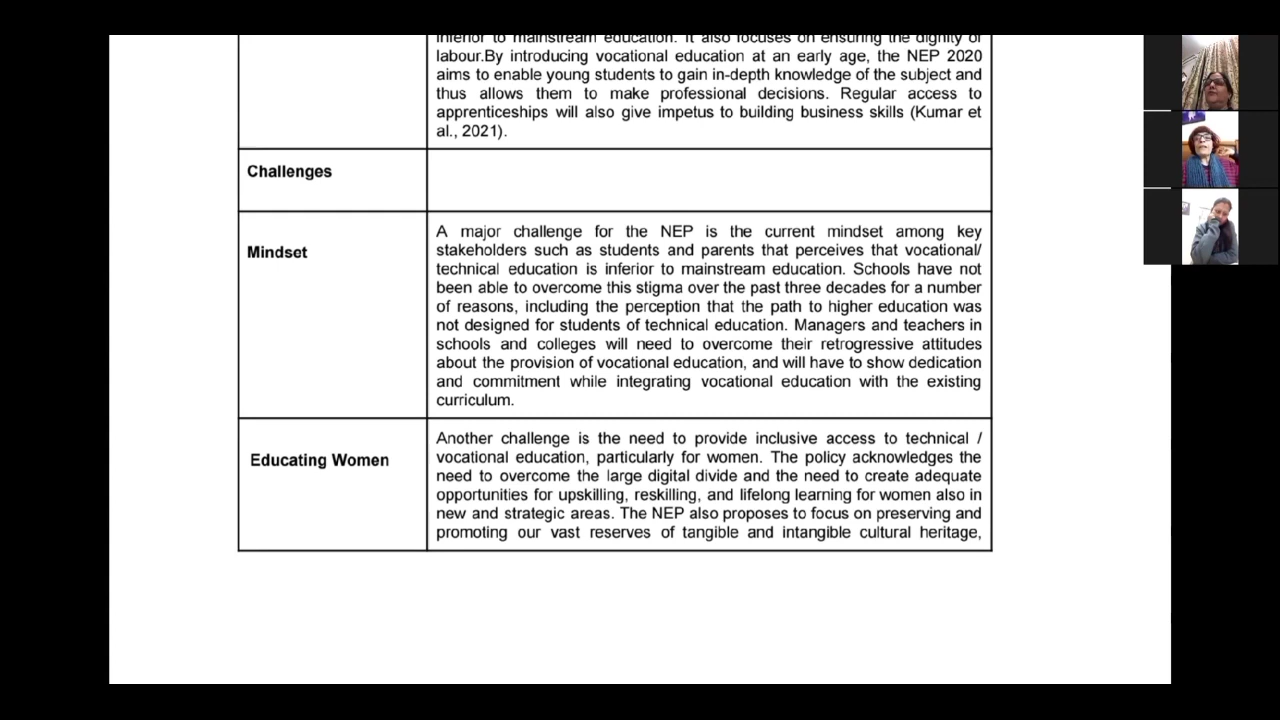 inferior to mainstream education. It also focuses on ensuring the dignity of
labour.By introducing vocational education at an early age, the NEP 2020
aims to enable young students to gain in-depth knowledge of the subject and
thus allows them to make professional decisions. Regular access to
apprenticeships will also give impetus to building business skills (Kumar et
al., 2021).
Challenges
Mindset
A major challenge for the NEP is the current mindset among key
stakeholders such as students and parents that perceives that vocational/
technical education is inferior to mainstream education. Schools have not
been able to overcome this stigma over the past three decades for a number
of reasons, including the perception that the path to higher education was
not designed for students of technical education. Managers and teachers in
schools and colleges will need to overcome their retrogressive attitudes
about the provision of vocational education, and will have to show dedication
and commitment while integrating vocational education with the existing
curriculum.
Educating Women
Another challenge is the need to provide inclusive access to technical /
vocational education, particularly for women. The policy acknowledges the
need to overcome the large digital divide and the need to create adequate
opportunities for upskilling, reskilling, and lifelong learning for women also in
new and strategic areas. The NEP also proposes to focus on preserving and
promoting our vast reserves of tangible and intangible cultural heritage,